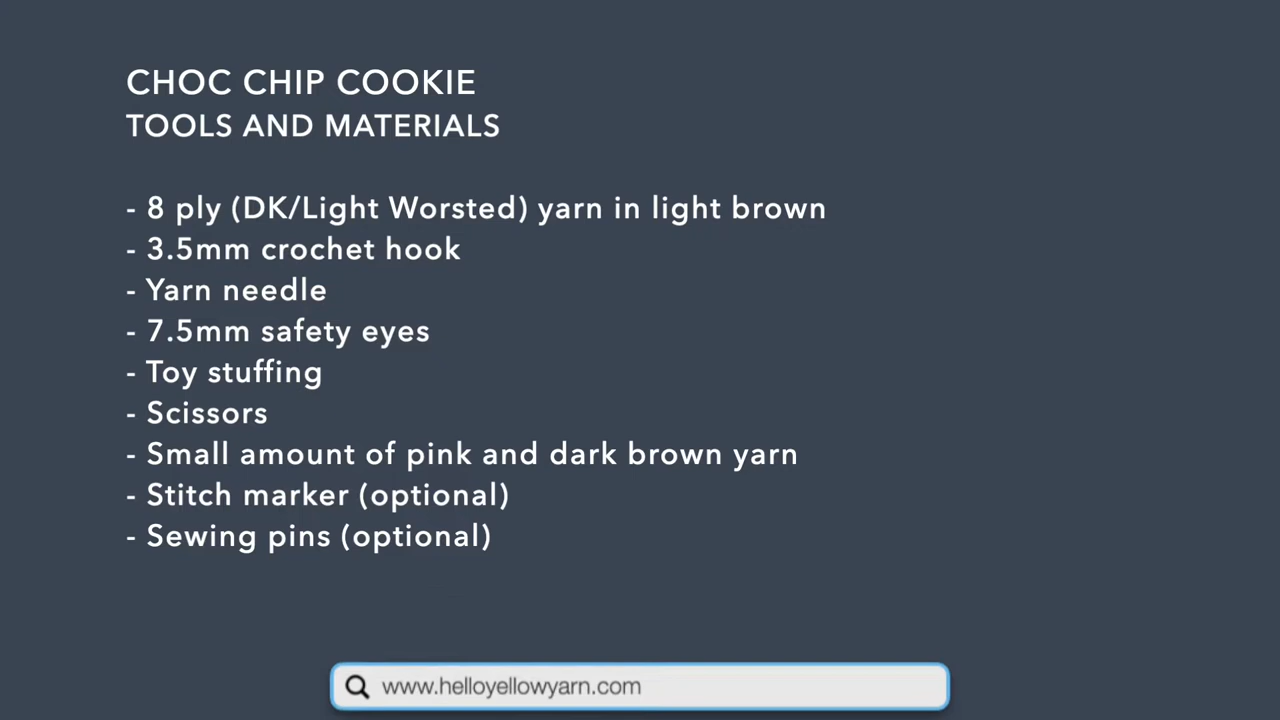 CHOC CHIP COOKIE
TOOLS AND MATERIALS
- 8 ply (DK/Light Worsted) yarn in light brown
- 3.5mm crochet hook
- Yarn needle
- 7.5mm safety eyes
- Toy stuffing
- Scissors
- Small amount of pink and dark brown yarn
- Stitch marker (optional)
- Sewing pins (optional)
www.helloyellowyarn.com